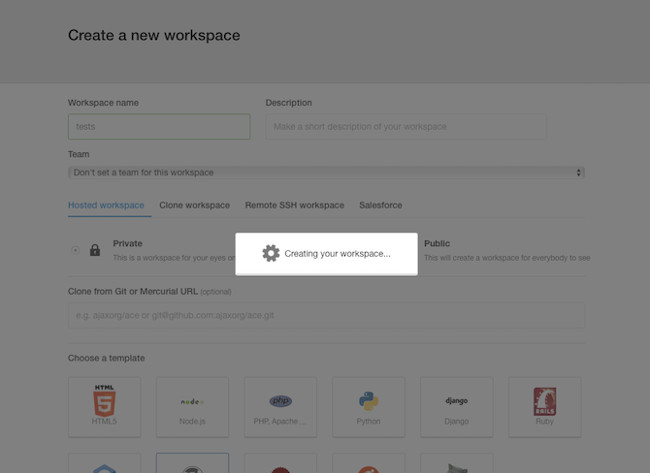 Create a new workspace
Workspace name
Description
tests
Make a short description of your workspace
Team
Don't set a team for this workspace
Hosted workspace
Clone workspace
Remote SSH workspace
Salesforce
Private
This is a workspace for your eyes
Creating your workspace...
Public
This will create a workspace for everybody to see
Clone from Git or Mercurial URL (optional)
e.g. ajaxorg/ace or git@github.com:ajaxorg/ace.git
Choose a template
HTML
5
node
php
django
RAILS
HTML5
Node.js
PHP, Apache...
Python
Django
Ruby